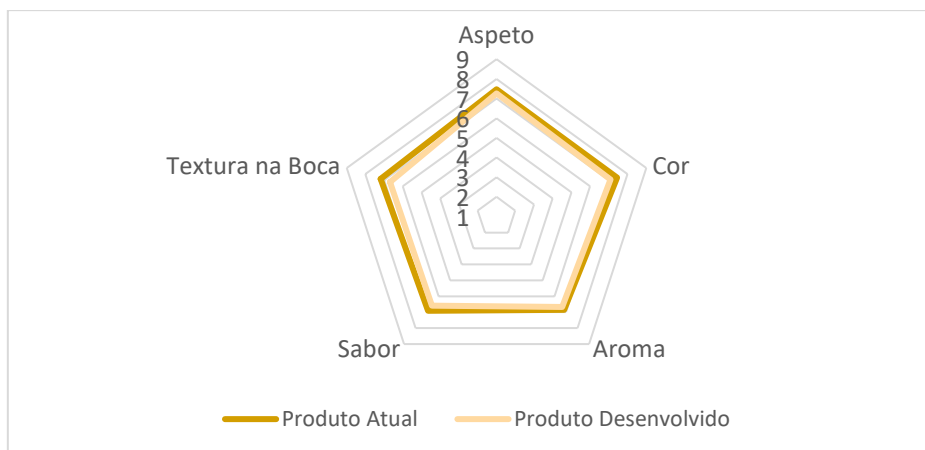 Aspeto
9
8
7
6
5
4
3
2
1
Textura na Boca
Cor
Sabor
Aroma
Produto Atual
Produto Desenvolvido